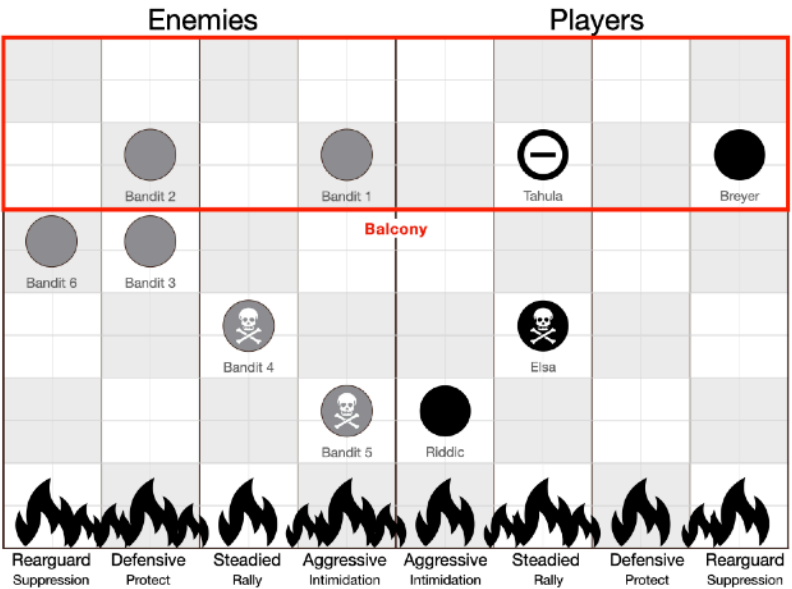 Enemies Players
Bandit 2 Bandit 1 Tahula Breyer
Balcony
Bandit 6 Bandit 3
Bandit 4 Elsa
Bandit 5 Riddic
Rearguard Defensive Steadied Aggressive Aggressive Steadied Defensive Rearguard
Suppression Protect Rally Intimidation Intimidation Rally Protect Suppression